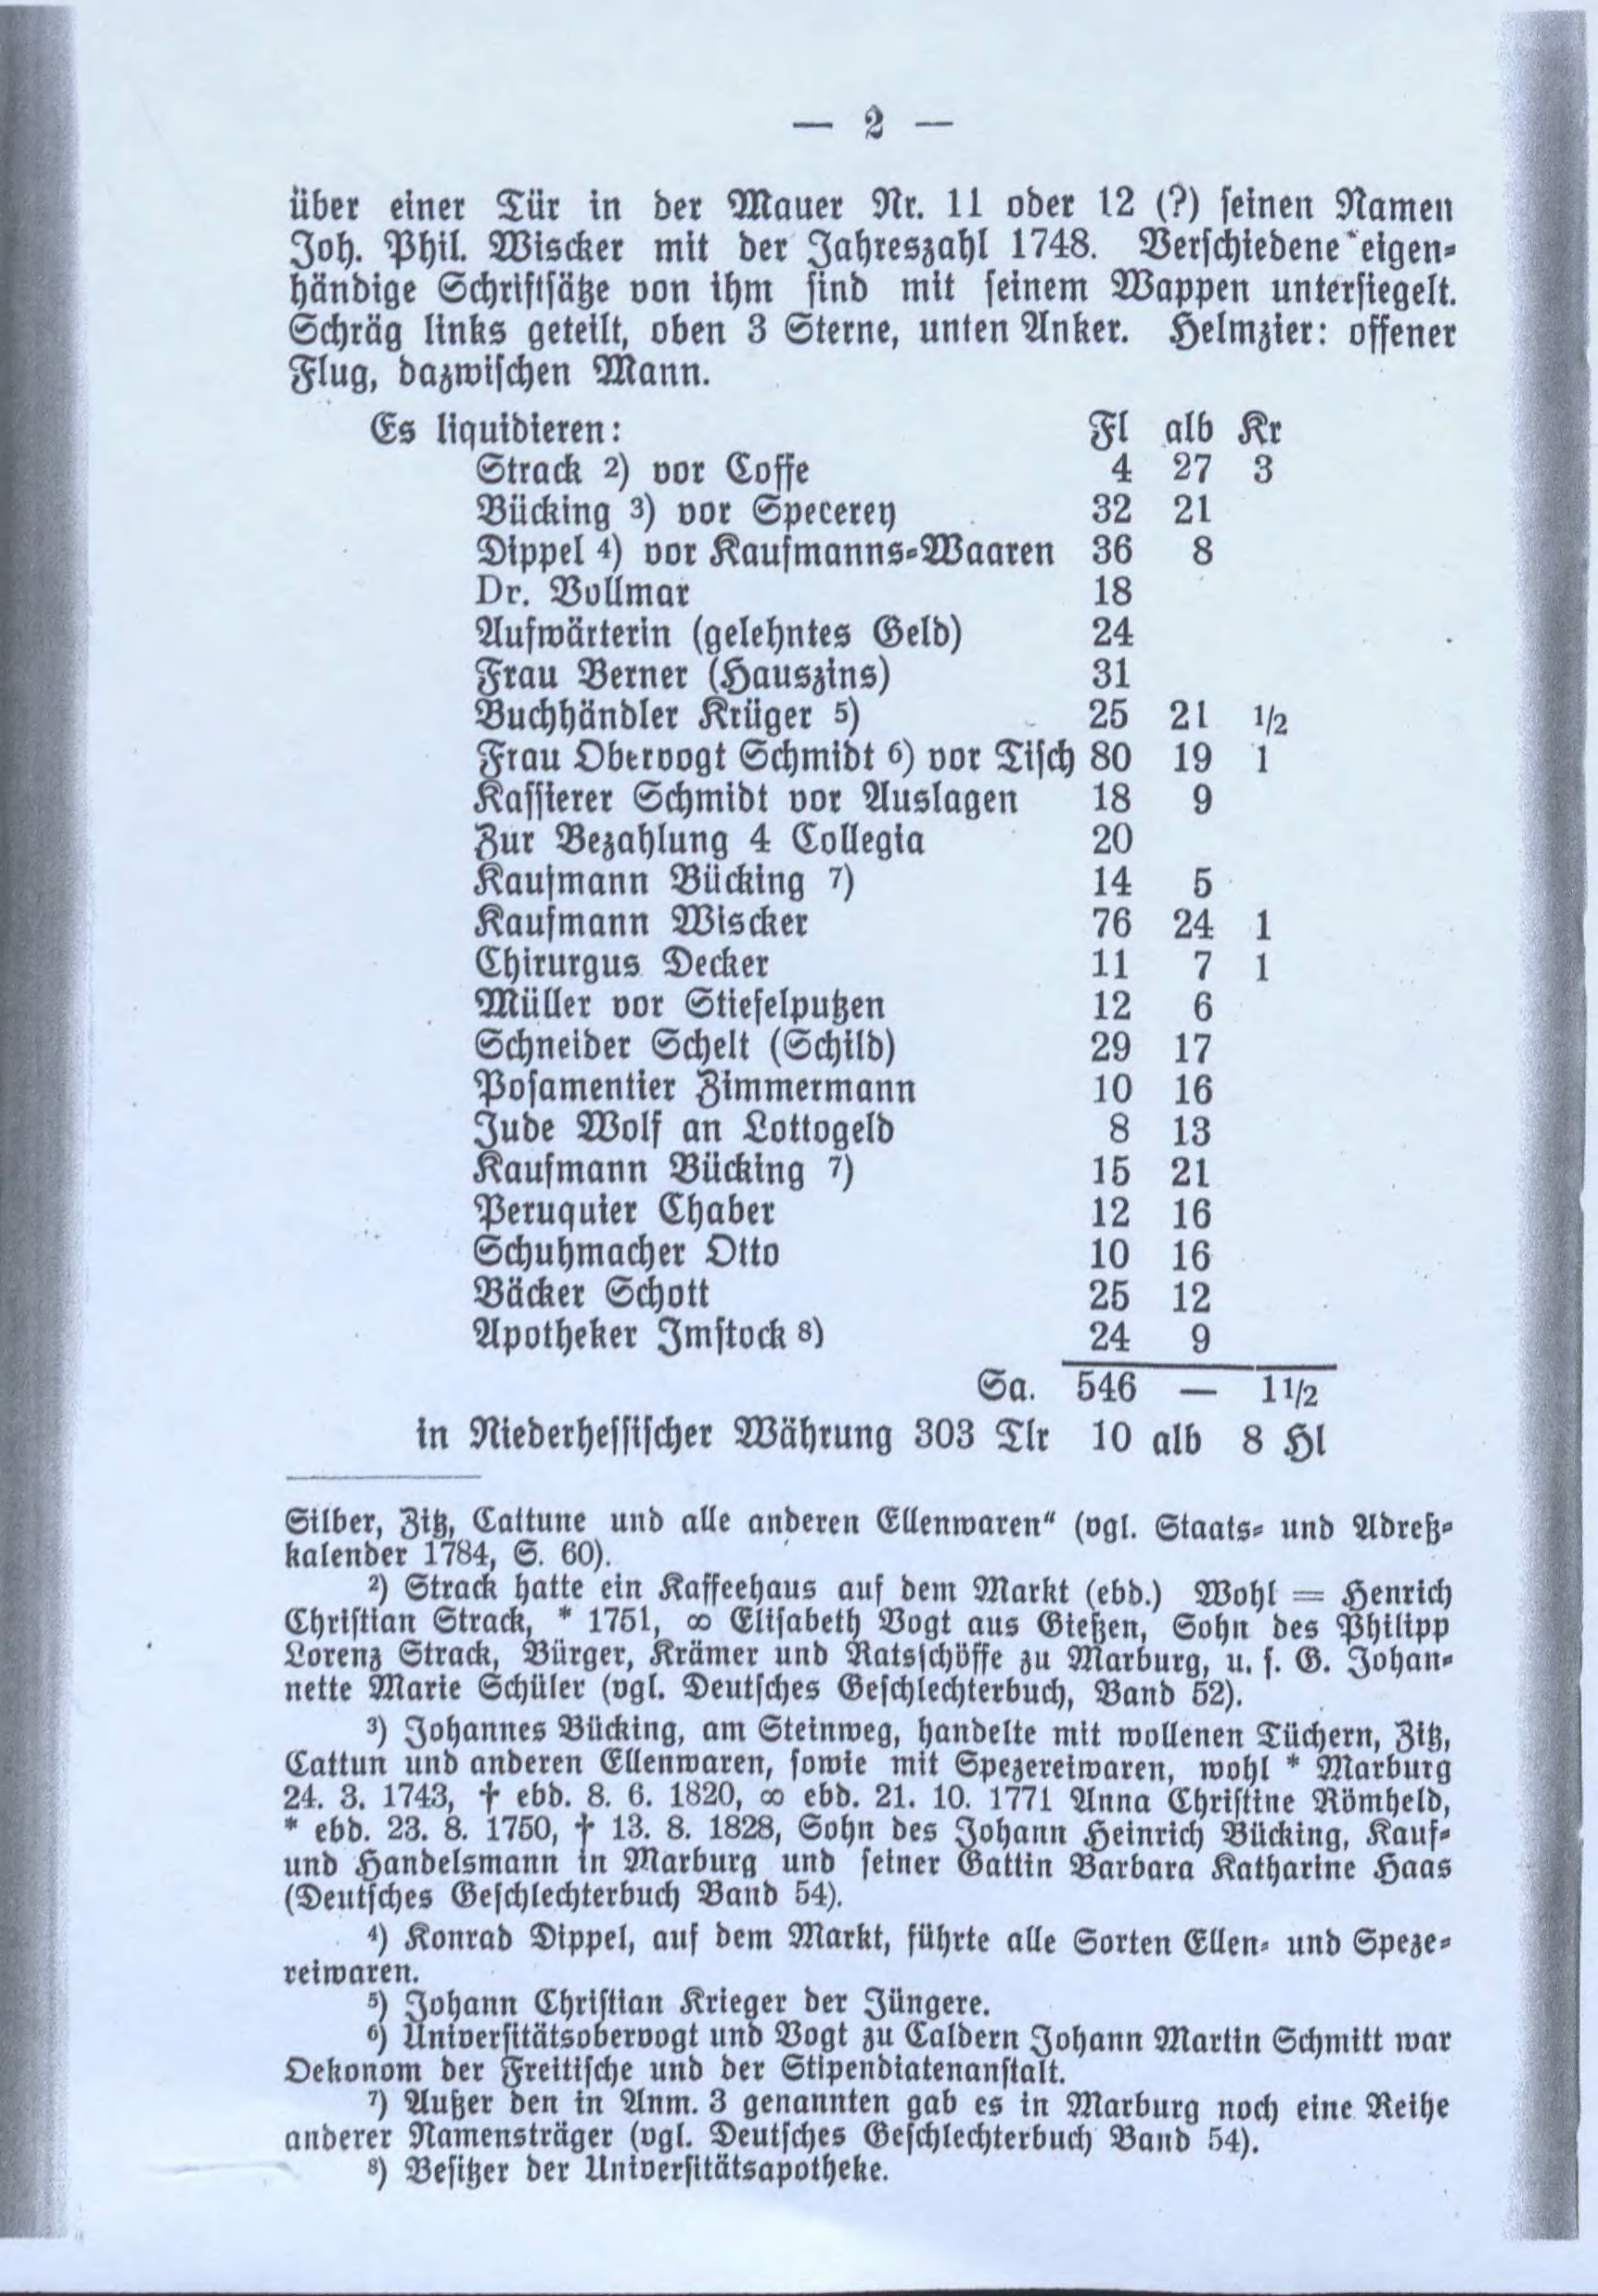 — 2 —
über einer Tür in der Mauer Nr. 11 oder 12 (?) seinen Namen
Joh. Phil. Wiscker mit der Jahreszahl 1748. Verschiedene eigen-
händige Schriftsätze von ihm sind mit seinem Wappen untersiegelt.
Schräg links geteilt, oben 3 Sterne, unten Anker. Helmzier: offener
Flug, dazwischen Mann.
Es liquidieren: Fl alb Kr
Strack 2) vor Coffe 4 27 3
Bücking 3) vor Specerey 32 21
Dippel 4) vor Kaufmanns-Waaren 36 8
Dr. Vollmar 18
Aufwärterin (gelehntes Geld) 24
Frau Berner (Hauszins) 31
Buchhändler Krüger 5) 25 21 1/2
Frau Obervogt Schmidt 6) vor Tisch 80 19 1
Kassierer Schmidt vor Auslagen 18 9
Zur Bezahlung 4 Collegia 20
Kaufmann Bücking 7) 14 5
Kaufmann Wiscker 76 24 1
Chirurgus Decker 11 7 1
Müller vor Stiefelputzen 12 6
Schneider Schelt (Schild) 29 17
Posamentier Zimmermann 10 16
Jude Wolf an Lottogeld 8 13
Kaufmann Bücking 7) 15 21
Peruquier Chaber 12 16
Schuhmacher Otto 10 16
Bäcker Schott 25 12
Apotheker Imstock 8) 24 9
Sa. 546 — 1 1/2
in Niederhessischer Währung 303 Tlr 10 alb 8 Hl
Silber, Zitz, Cattune und alle anderen Ellenwaren“ (vgl. Staats- und Adreß-
kalender 1784, S. 60).
2) Strack hatte ein Kaffeehaus auf dem Markt (ebd.) Wohl = Henrich
Christian Strack, * 1751, ∞ Elisabeth Vogt aus Gießen, Sohn des Philipp
Lorenz Strack, Bürger, Krämer und Ratsschöffe zu Marburg, u. s. G. Johan-
nette Marie Schüler (vgl. Deutsches Geschlechterbuch, Band 52).
3) Johannes Bücking, am Steinweg, handelte mit wollenen Tüchern, Zitz,
Cattun und anderen Ellenwaren, sowie mit Spezereiwaren, wohl * Marburg
24. 3. 1743, † ebd. 8. 6. 1820, ∞ ebd. 21. 10. 1771 Anna Christine Römheld,
* ebd. 23. 8. 1750, † 13. 8. 1828, Sohn des Johann Heinrich Bücking, Kauf-
und Handelsmann in Marburg und seiner Gattin Barbara Katharine Haas
(Deutsches Geschlechterbuch Band 54).
4) Konrad Dippel, auf dem Markt, führte alle Sorten Ellen- und Speze-
reiwaren.
5) Johann Christian Krieger der Jüngere.
6) Universitätsobervogt und Vogt zu Caldern Johann Martin Schmitt war
Oekonom der Freitische und der Stipendiatenanstalt.
7) Außer den in Anm. 3 genannten gab es in Marburg noch eine Reihe
anderer Namensträger (vgl. Deutsches Geschlechterbuch Band 54).
8) Besitzer der Universitätsapotheke.